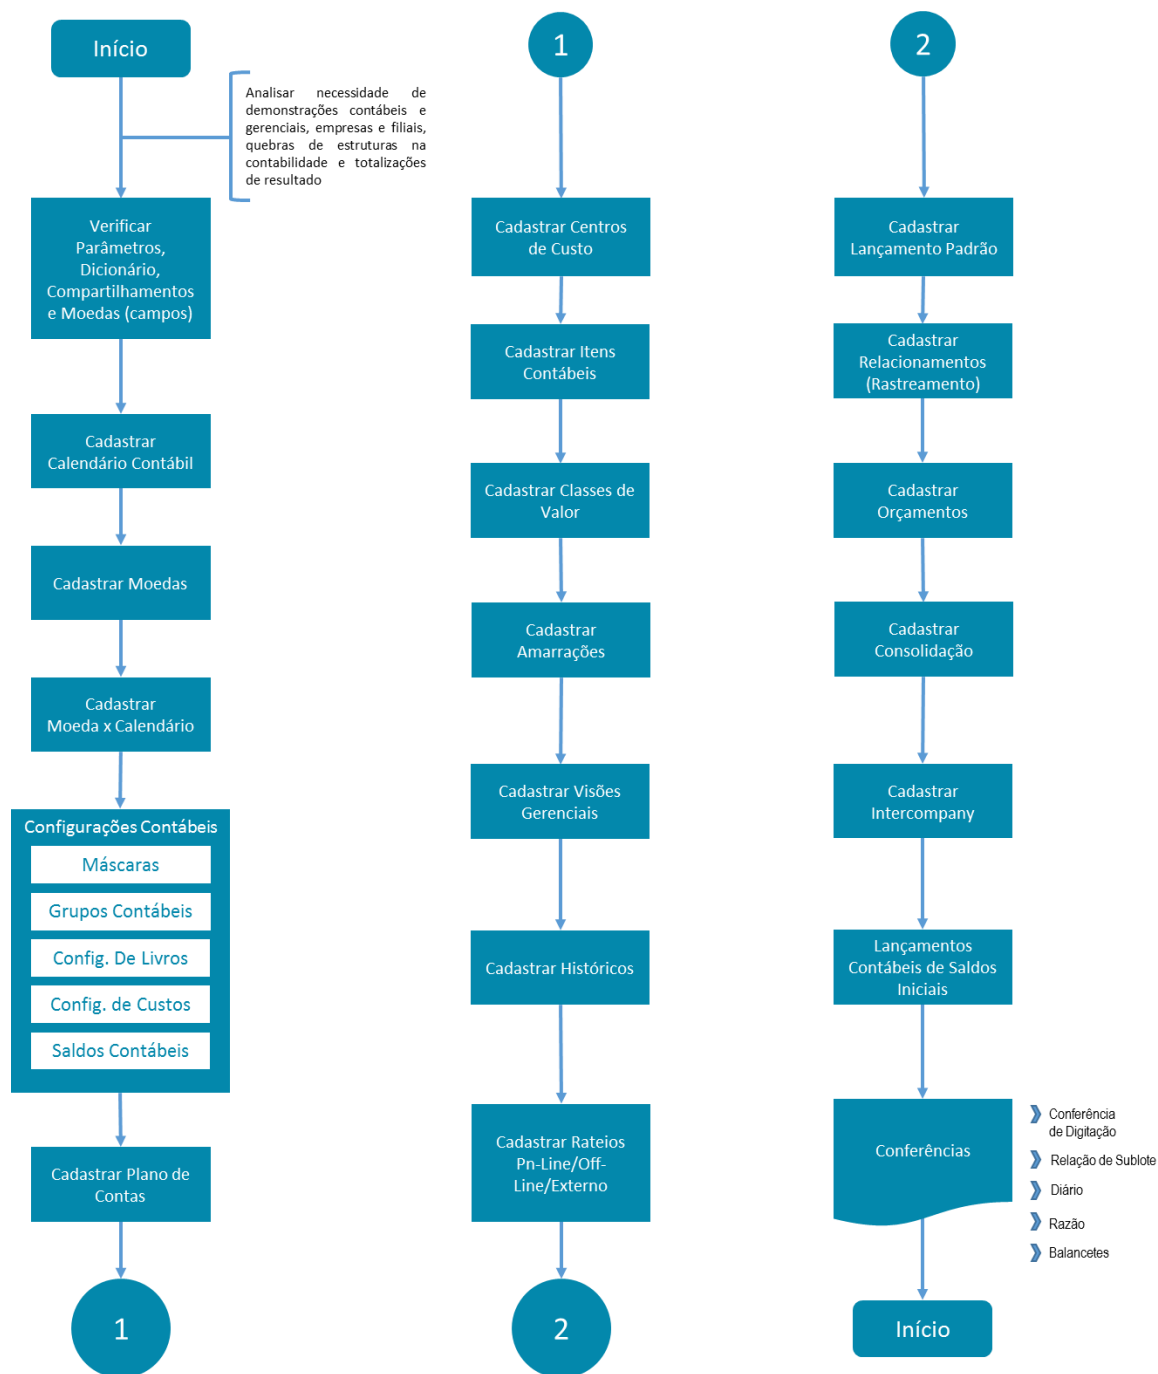 Início
Analisar necessidade de
demonstrações contábeis e
gerenciais, empresas e filiais,
quebras de estruturas na
contabilidade e totalizações
de resultado
Verificar
Parâmetros,
Dicionário,
Compartilhamentos
e Moedas (campos)
Cadastrar
Calendário Contábil
Cadastrar Moedas
Cadastrar
Moeda x Calendário
Configurações Contábeis
Máscaras
Grupos Contábeis
Config. De Livros
Config. de Custos
Saldos Contábeis
Cadastrar Plano de
Contas
1
1
Cadastrar Centros
de Custo
Cadastrar Itens
Contábeis
Cadastrar Classes de
Valor
Cadastrar
Amarrações
Cadastrar Visões
Gerenciais
Cadastrar Históricos
Cadastrar Rateios
Pn-Line/Off-
Line/Externo
2
2
Cadastrar
Lançamento Padrão
Cadastrar
Relacionamentos
(Rastreamento)
Cadastrar
Orçamentos
Cadastrar
Consolidação
Cadastrar
Intercompany
Lançamentos
Contábeis de Saldos
Iniciais
Conferências
Conferência
de Digitação
Relação de Sublote
Diário
Razão
Balancetes
Início